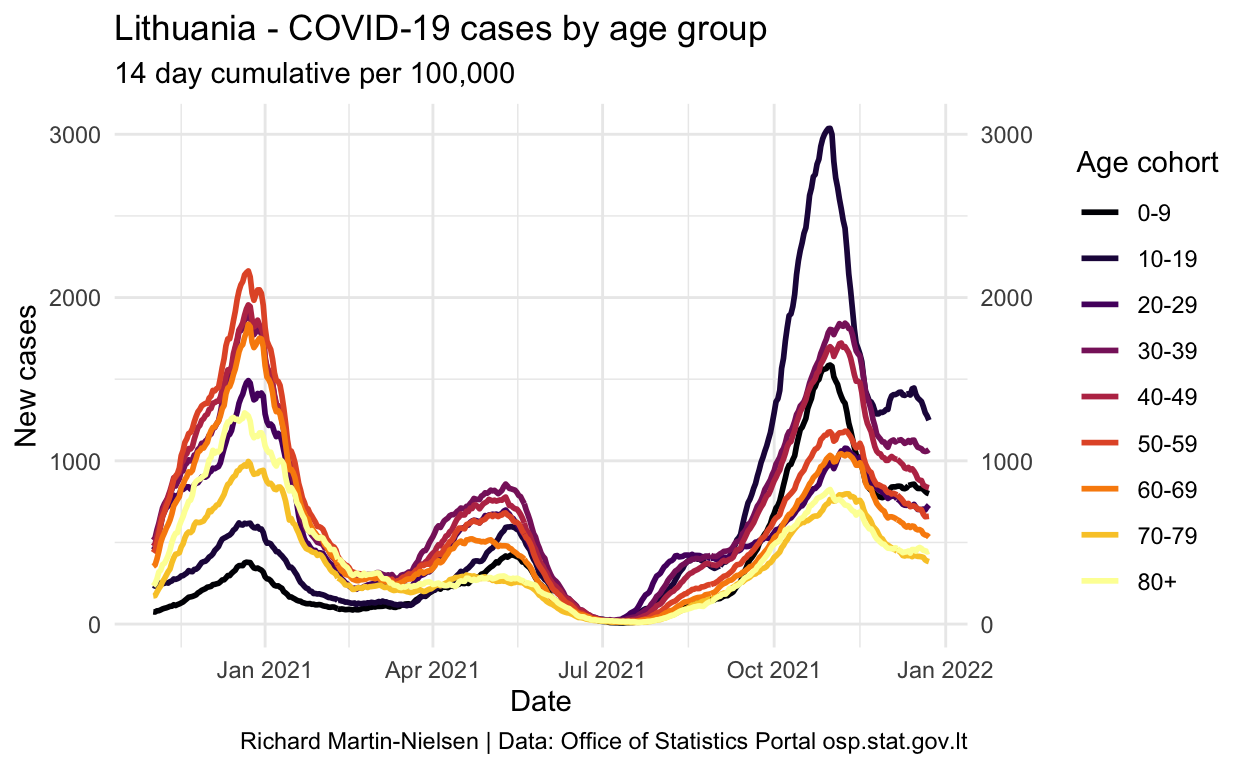 Lithuania - COVID-19 cases by age group
14 day cumulative per 100,000
3000
2000
1000
0
New cases
3000
2000
1000
0
Jan 2021
Apr 2021
Jul 2021
Oct 2021
Jan 2022
Date
Age cohort
0-9
10-19
20-29
30-39
40-49
50-59
60-69
70-79
80+
Richard Martin-Nielsen | Data: Office of Statistics Portal osp.stat.gov.lt